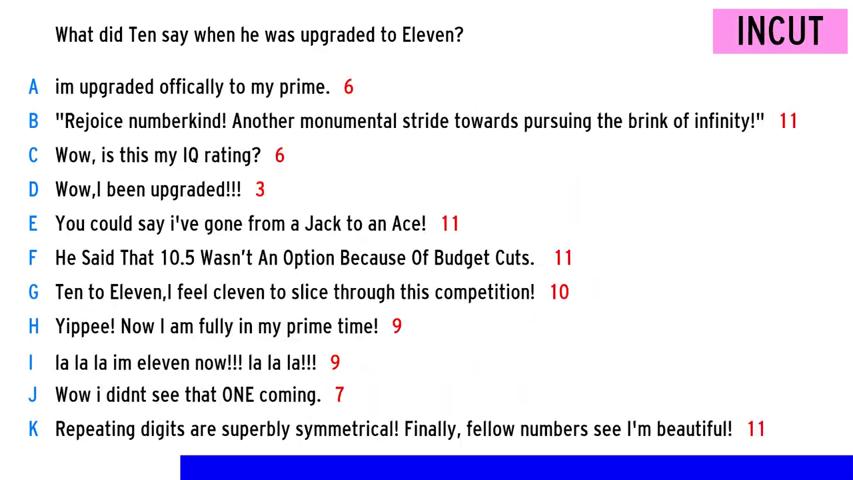 What did Ten say when he was upgraded to Eleven?
INCUT
A im upgraded offically to my prime. 6
B "Rejoice numberkind! Another monumental stride towards pursuing the brink of infinity!" 11
C Wow, is this my IQ rating? 6
D Wow,I been upgraded!!! 3
E You could say i've gone from a Jack to an Ace! 11
F He Said That 10.5 Wasn't An Option Because Of Budget Cuts. 11
G Ten to Eleven,I feel cleven to slice through this competition! 10
H Yippee! Now I am fully in my prime time! 9
I la la la im eleven now!!! la la la!!! 9
J Wow i didnt see that ONE coming. 7
K Repeating digits are superbly symmetrical! Finally, fellow numbers see I'm beautiful! 11